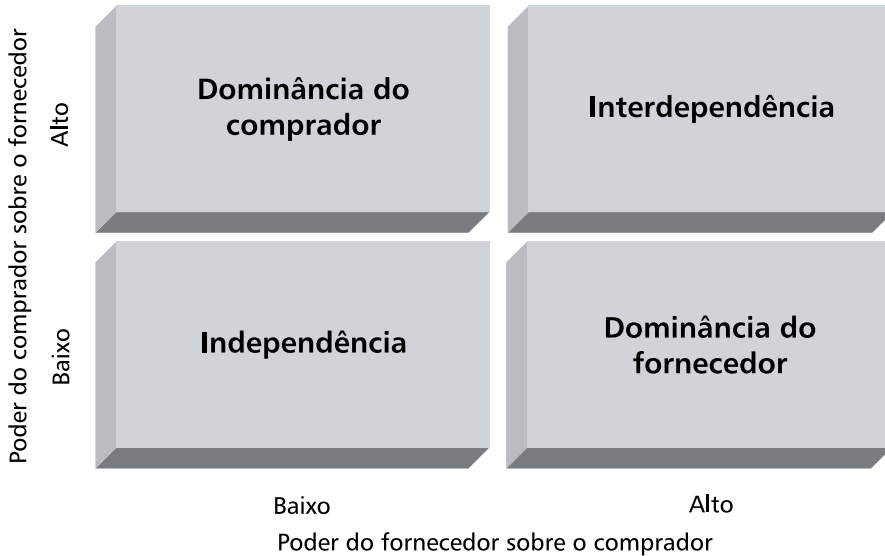 Poder do comprador sobre o fornecedor
Alto
Dominância do
comprador
Interdependência
Baixo
Independência
Dominância do
fornecedor
Baixo
Alto
Poder do fornecedor sobre o comprador